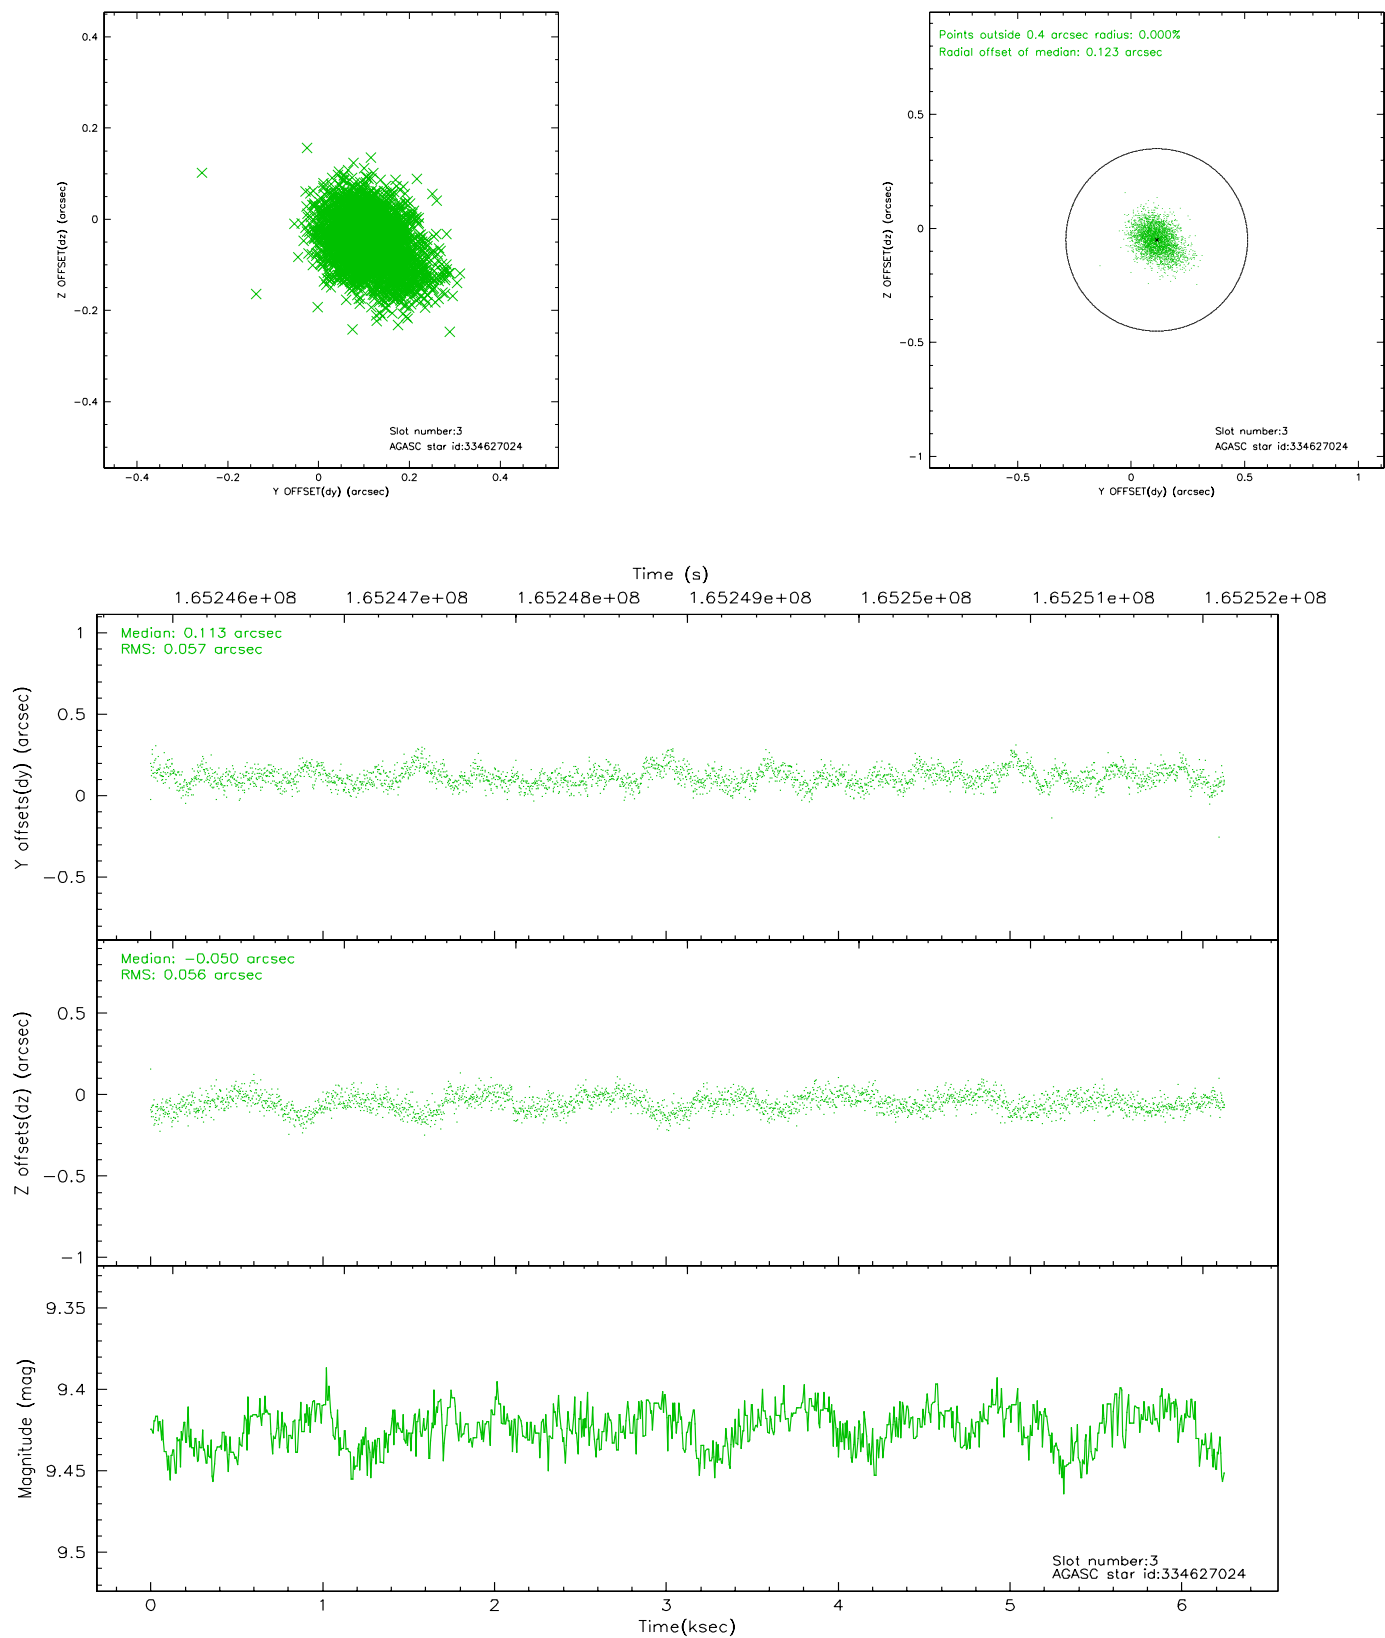 0.4
0.2
0
−0.2
−0.4
Z OFFSET(dz) (arcsec)
Slot number:3
AGASC star id:334627024
−0.4 −0.2 0 0.2 0.4
Y OFFSET(dy) (arcsec)
Points outside 0.4 arcsec radius: 0.000%
Radial offset of median: 0.123 arcsec
0.5
0
−0.5
−1
Z OFFSET(dz) (arcsec)
Slot number:3
AGASC star id:334627024
−0.5 0 0.5 1
Y OFFSET(dy) (arcsec)
Time (s)
1.65246e+08 1.65247e+08 1.65248e+08 1.65249e+08 1.6525e+08 1.65251e+08 1.65252e+08
Median: 0.113 arcsec
RMS: 0.057 arcsec
1
0.5
0
−0.5
Y offsets(dy) (arcsec)
Median: −0.050 arcsec
RMS: 0.056 arcsec
0.5
0
−0.5
−1
Z offsets(dz) (arcsec)
9.35
9.4
9.45
9.5
Magnitude (mag)
Slot number:3
AGASC star id:334627024
0 1 2 3 4 5 6
Time(ksec)